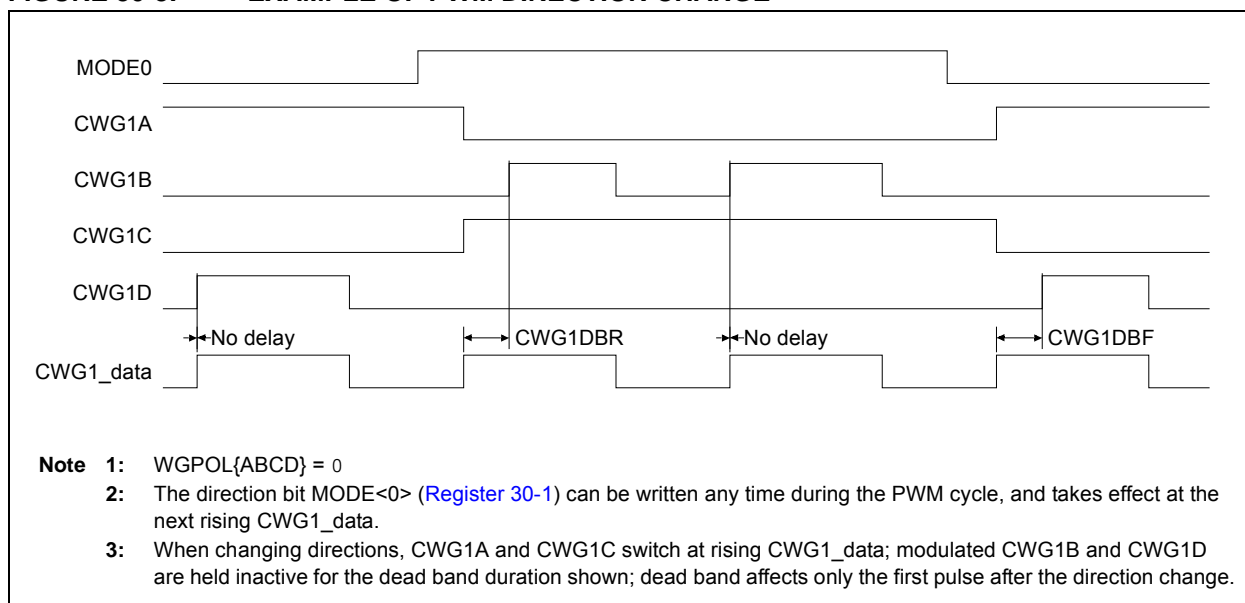 MODE0
CWG1A
CWG1B
CWG1C
CWG1D
No delay
CWG1DBR
No delay
CWG1DBF
CWG1_data
Note 1: WGPOL{ABCD} = 0
2: The direction bit MODE<0> (Register 30-1) can be written any time during the PWM cycle, and takes effect at the
next rising CWG1_data.
3: When changing directions, CWG1A and CWG1C switch at rising CWG1_data; modulated CWG1B and CWG1D
are held inactive for the dead band duration shown; dead band affects only the first pulse after the direction change.